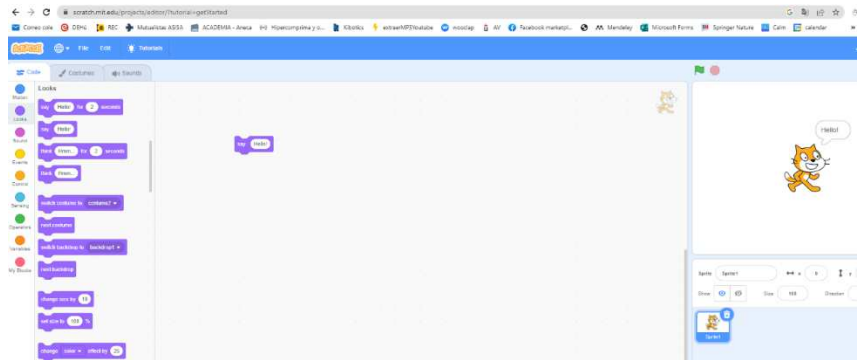 scratch.mit.edu/projects/editor/?tutorial=getStarted
Correo cole DEHú REC Mutualistas ASISA ACADEMIA - Aneca Kibotics extraerMP3Youtube nooclap AV Facebook marketpl... Mendeley Microsoft Forms Springer Nature Calm calendar
SCRATCH File Edit Tutorials
Code Costumes Sounds
Motion
Looks
Sound
Events
Control
Sensing
Operators
Variables
My Blocks
Looks
say Hello! for 2 seconds
say Hello!
think Hmm... for 2 seconds
think Hmm...
switch costume to costume2
next costume
switch backdrop to backdrop1
next backdrop
change size by 10
set size to 100 %
change color effect by 25
say Hello!
Hello!
Sprite Sprite1 x y
Show Size 100 Direction
Sprite1